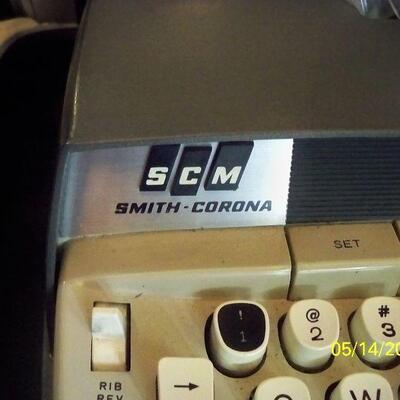 SCM
SMITH-CORONA
SET
! @ #
1 2 3
05/14/20
RIB
REV
→
W